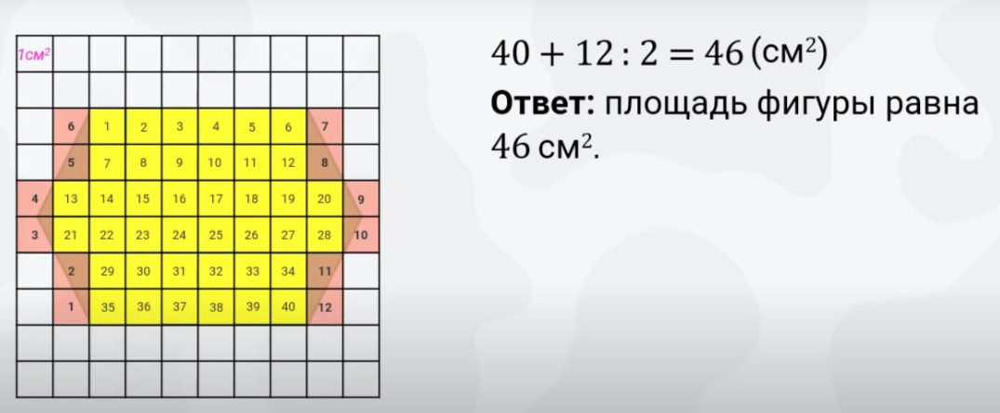 1см²
6 1 2 3 4 5 6 7
5 7 8 9 10 11 12 8
4 13 14 15 16 17 18 19 20 9
3 21 22 23 24 25 26 27 28 10
2 29 30 31 32 33 34 11
1 35 36 37 38 39 40 12
40 + 12 : 2 = 46 (см²)
Ответ: площадь фигуры равна
46 см².